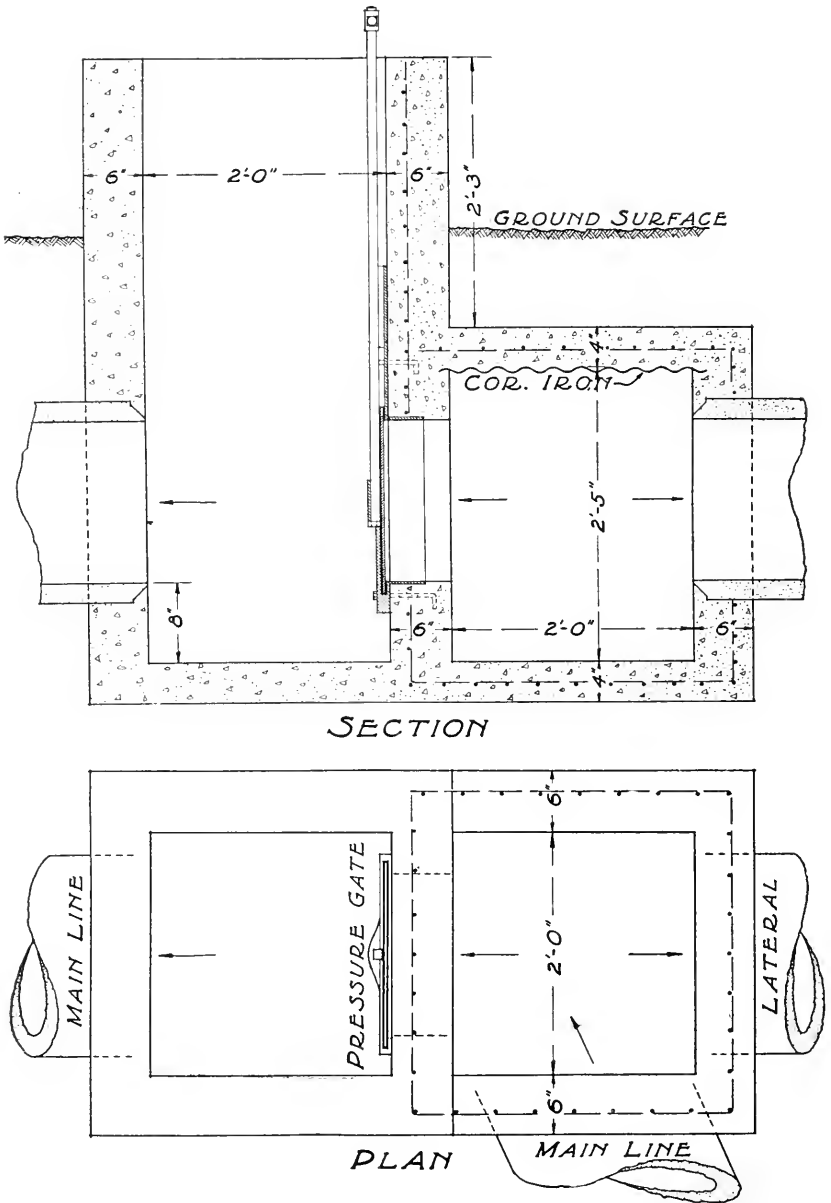 6"
2'-0"
6"
2'-3"
GROUND SURFACE
4"
COR. IRON
2'-5"
8"
6"
2'-0"
6"
4"
SECTION
6"
MAIN LINE
PRESSURE GATE
2'-0"
LATERAL
6"
MAIN LINE
PLAN